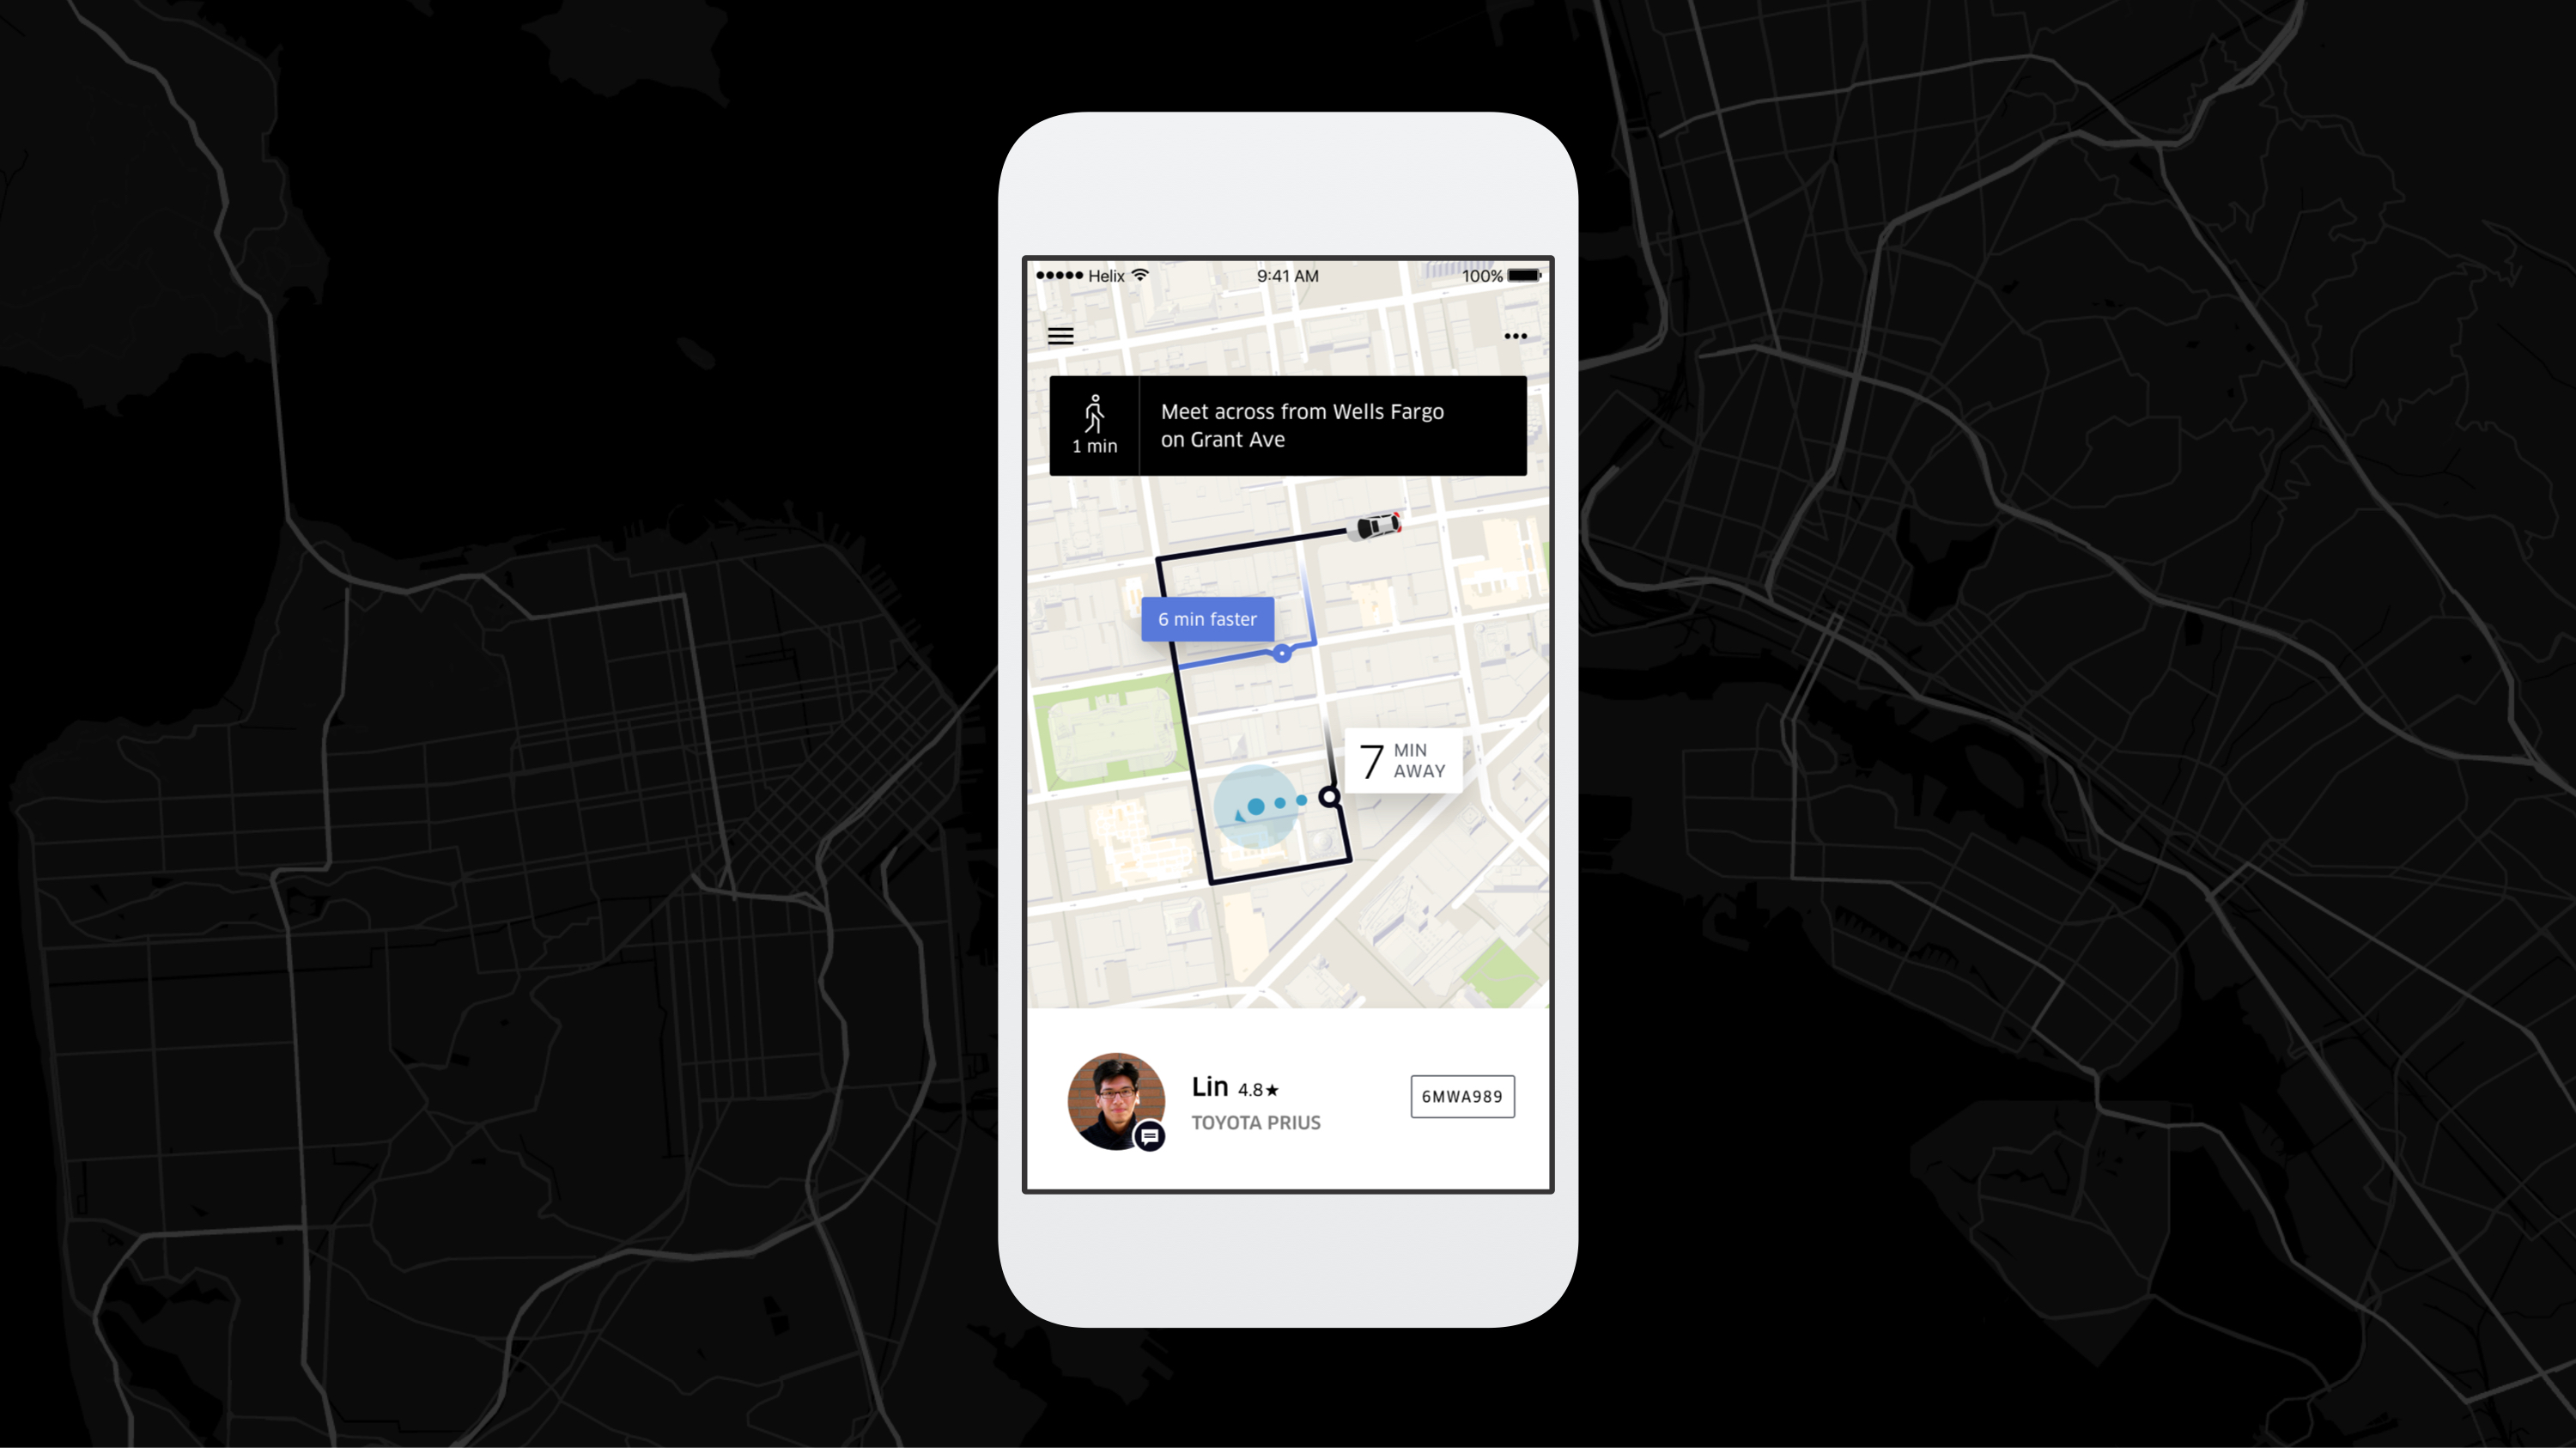 Helix
9:41 AM
100%
1 min
Meet across from Wells Fargo
on Grant Ave
6 min faster
7 MIN
AWAY
Lin 4.8★
TOYOTA PRIUS
6MWA989